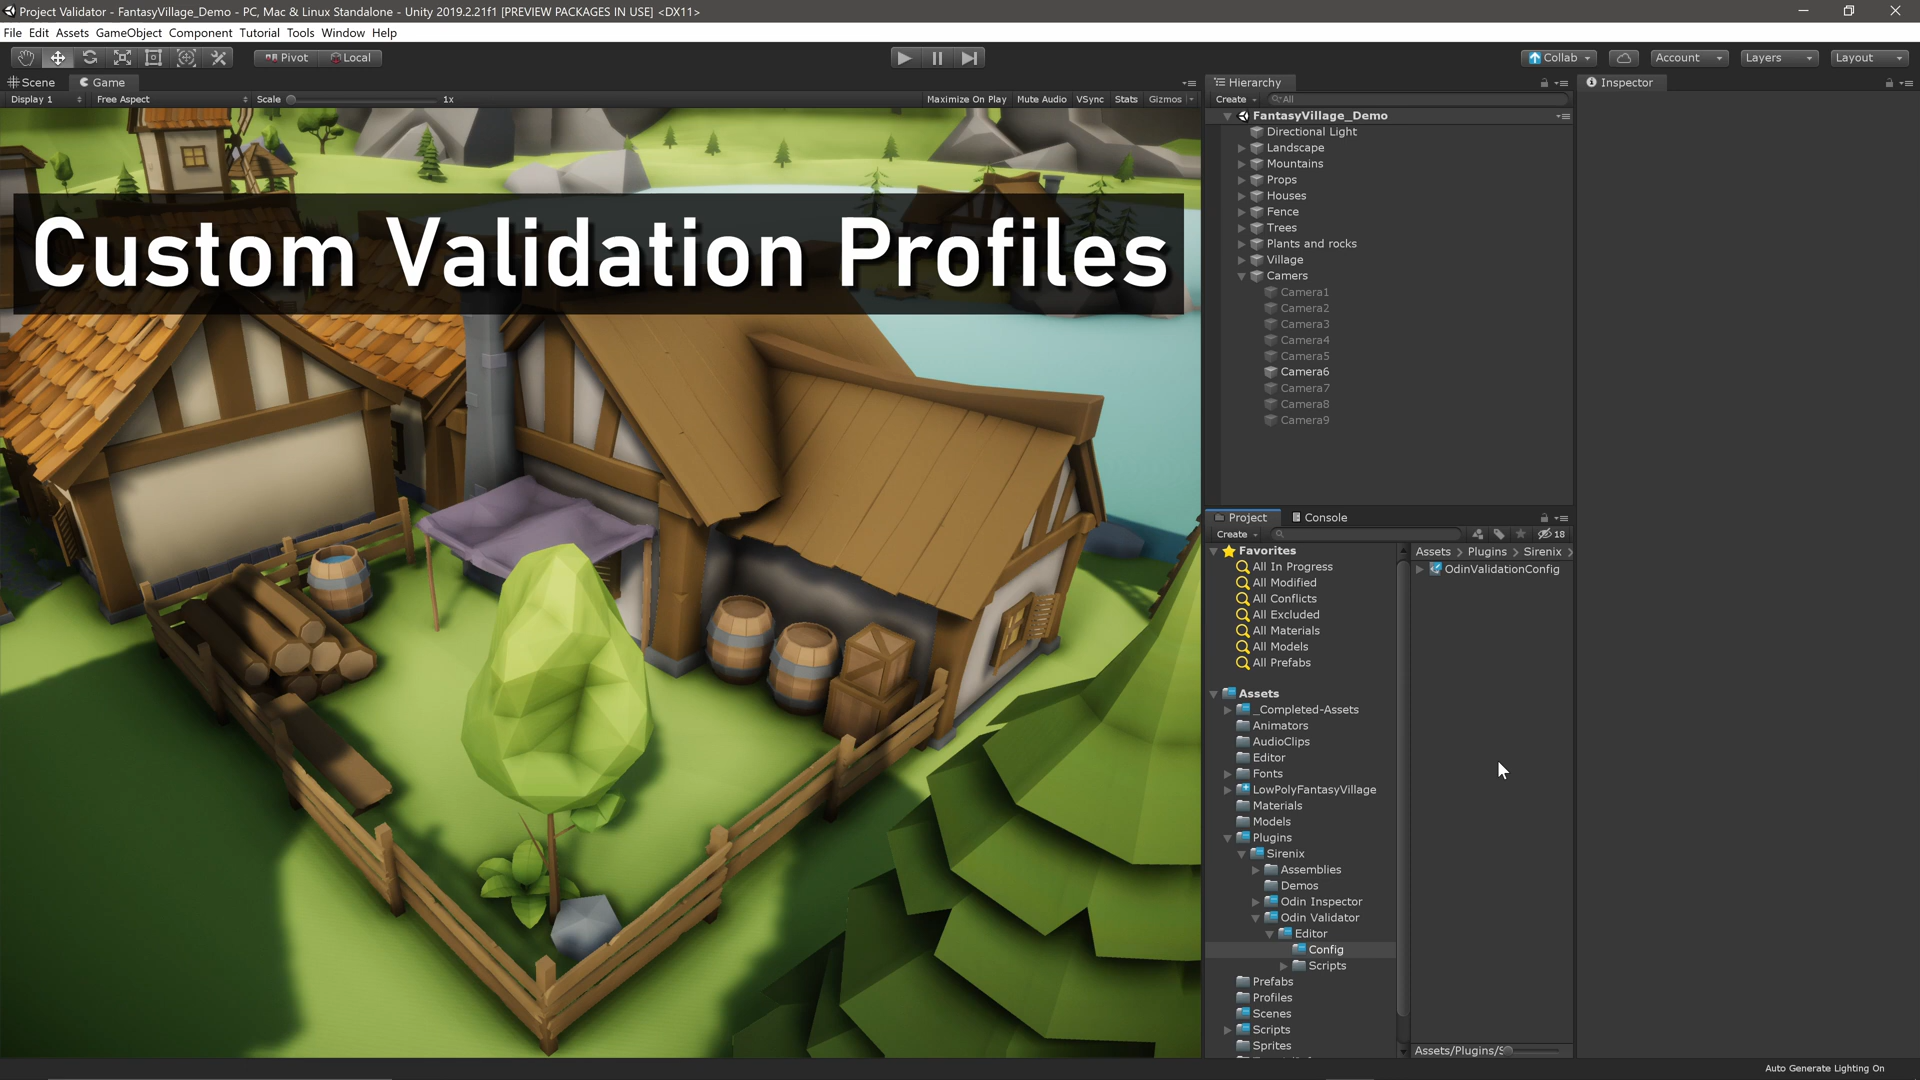 Project Validator - FantasyVillage_Demo - PC, Mac & Linux Standalone - Unity 2019.2.21f1 [PREVIEW PACKAGES IN USE] <DX11>
File Edit Assets GameObject Component Tutorial Tools Window Help
Pivot Local Collab Account Layers Layout
Scene Game
Display 1 Free Aspect Scale 1x Maximize On Play Mute Audio VSync Stats Gizmos
Custom Validation Profiles
Hierarchy
Create All
FantasyVillage_Demo
Directional Light
Landscape
Mountains
Props
Houses
Fence
Trees
Plants and rocks
Village
Camers
Camera1
Camera2
Camera3
Camera4
Camera5
Camera6
Camera7
Camera8
Camera9
Project Console
Create 18
Favorites
All In Progress
All Modified
All Conflicts
All Excluded
All Materials
All Models
All Prefabs
Assets
_Completed-Assets
Animators
AudioClips
Editor
Fonts
LowPolyFantasyVillage
Materials
Models
Plugins
Sirenix
Assemblies
Demos
Odin Inspector
Odin Validator
Editor
Config
Scripts
Prefabs
Profiles
Scenes
Scripts
Sprites
Assets > Plugins > Sirenix >
OdinValidationConfig
Assets/Plugins/
Inspector
Auto Generate Lighting On